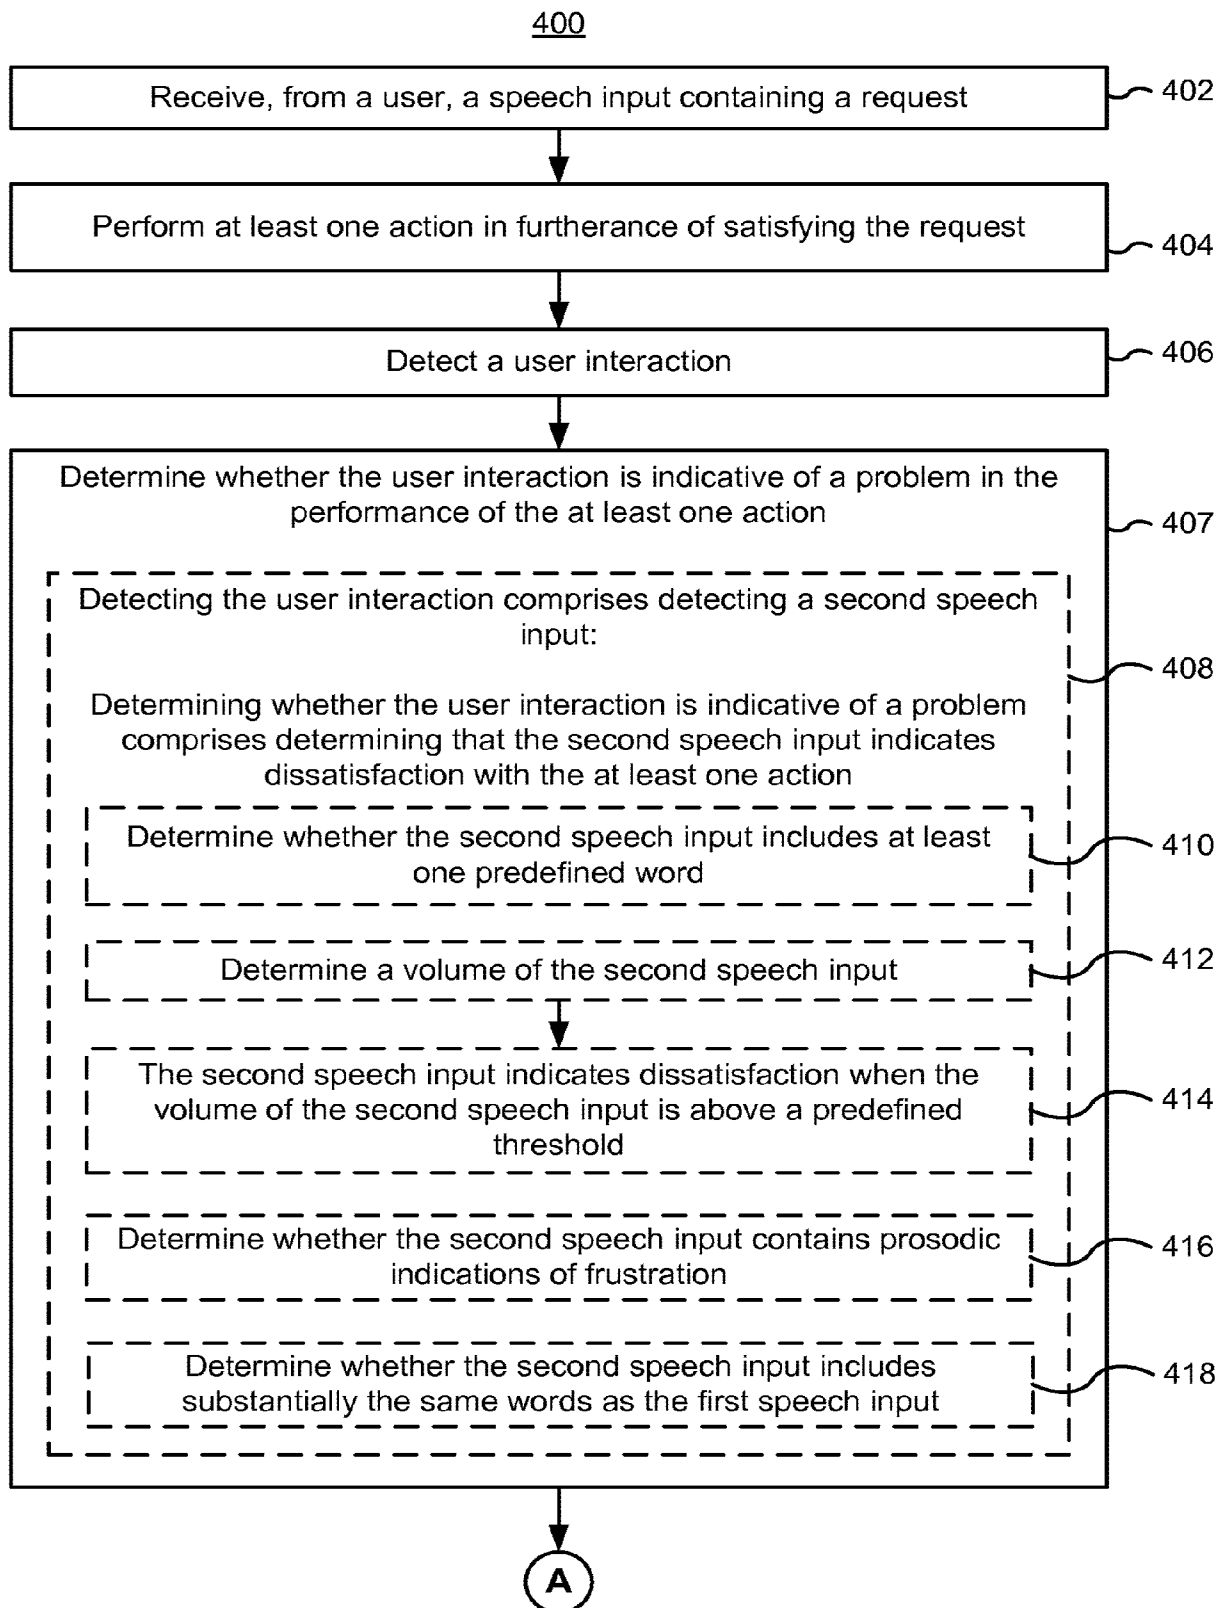 400
Receive, from a user, a speech input containing a request
402
Perform at least one action in furtherance of satisfying the request
404
Detect a user interaction
406
Determine whether the user interaction is indicative of a problem in the
performance of the at least one action
407
Detecting the user interaction comprises detecting a second speech
input:
408
Determining whether the user interaction is indicative of a problem
comprises determining that the second speech input indicates
dissatisfaction with the at least one action
Determine whether the second speech input includes at least
one predefined word
410
Determine a volume of the second speech input
412
The second speech input indicates dissatisfaction when the
volume of the second speech input is above a predefined
threshold
414
Determine whether the second speech input contains prosodic
indications of frustration
416
Determine whether the second speech input includes
substantially the same words as the first speech input
418
A